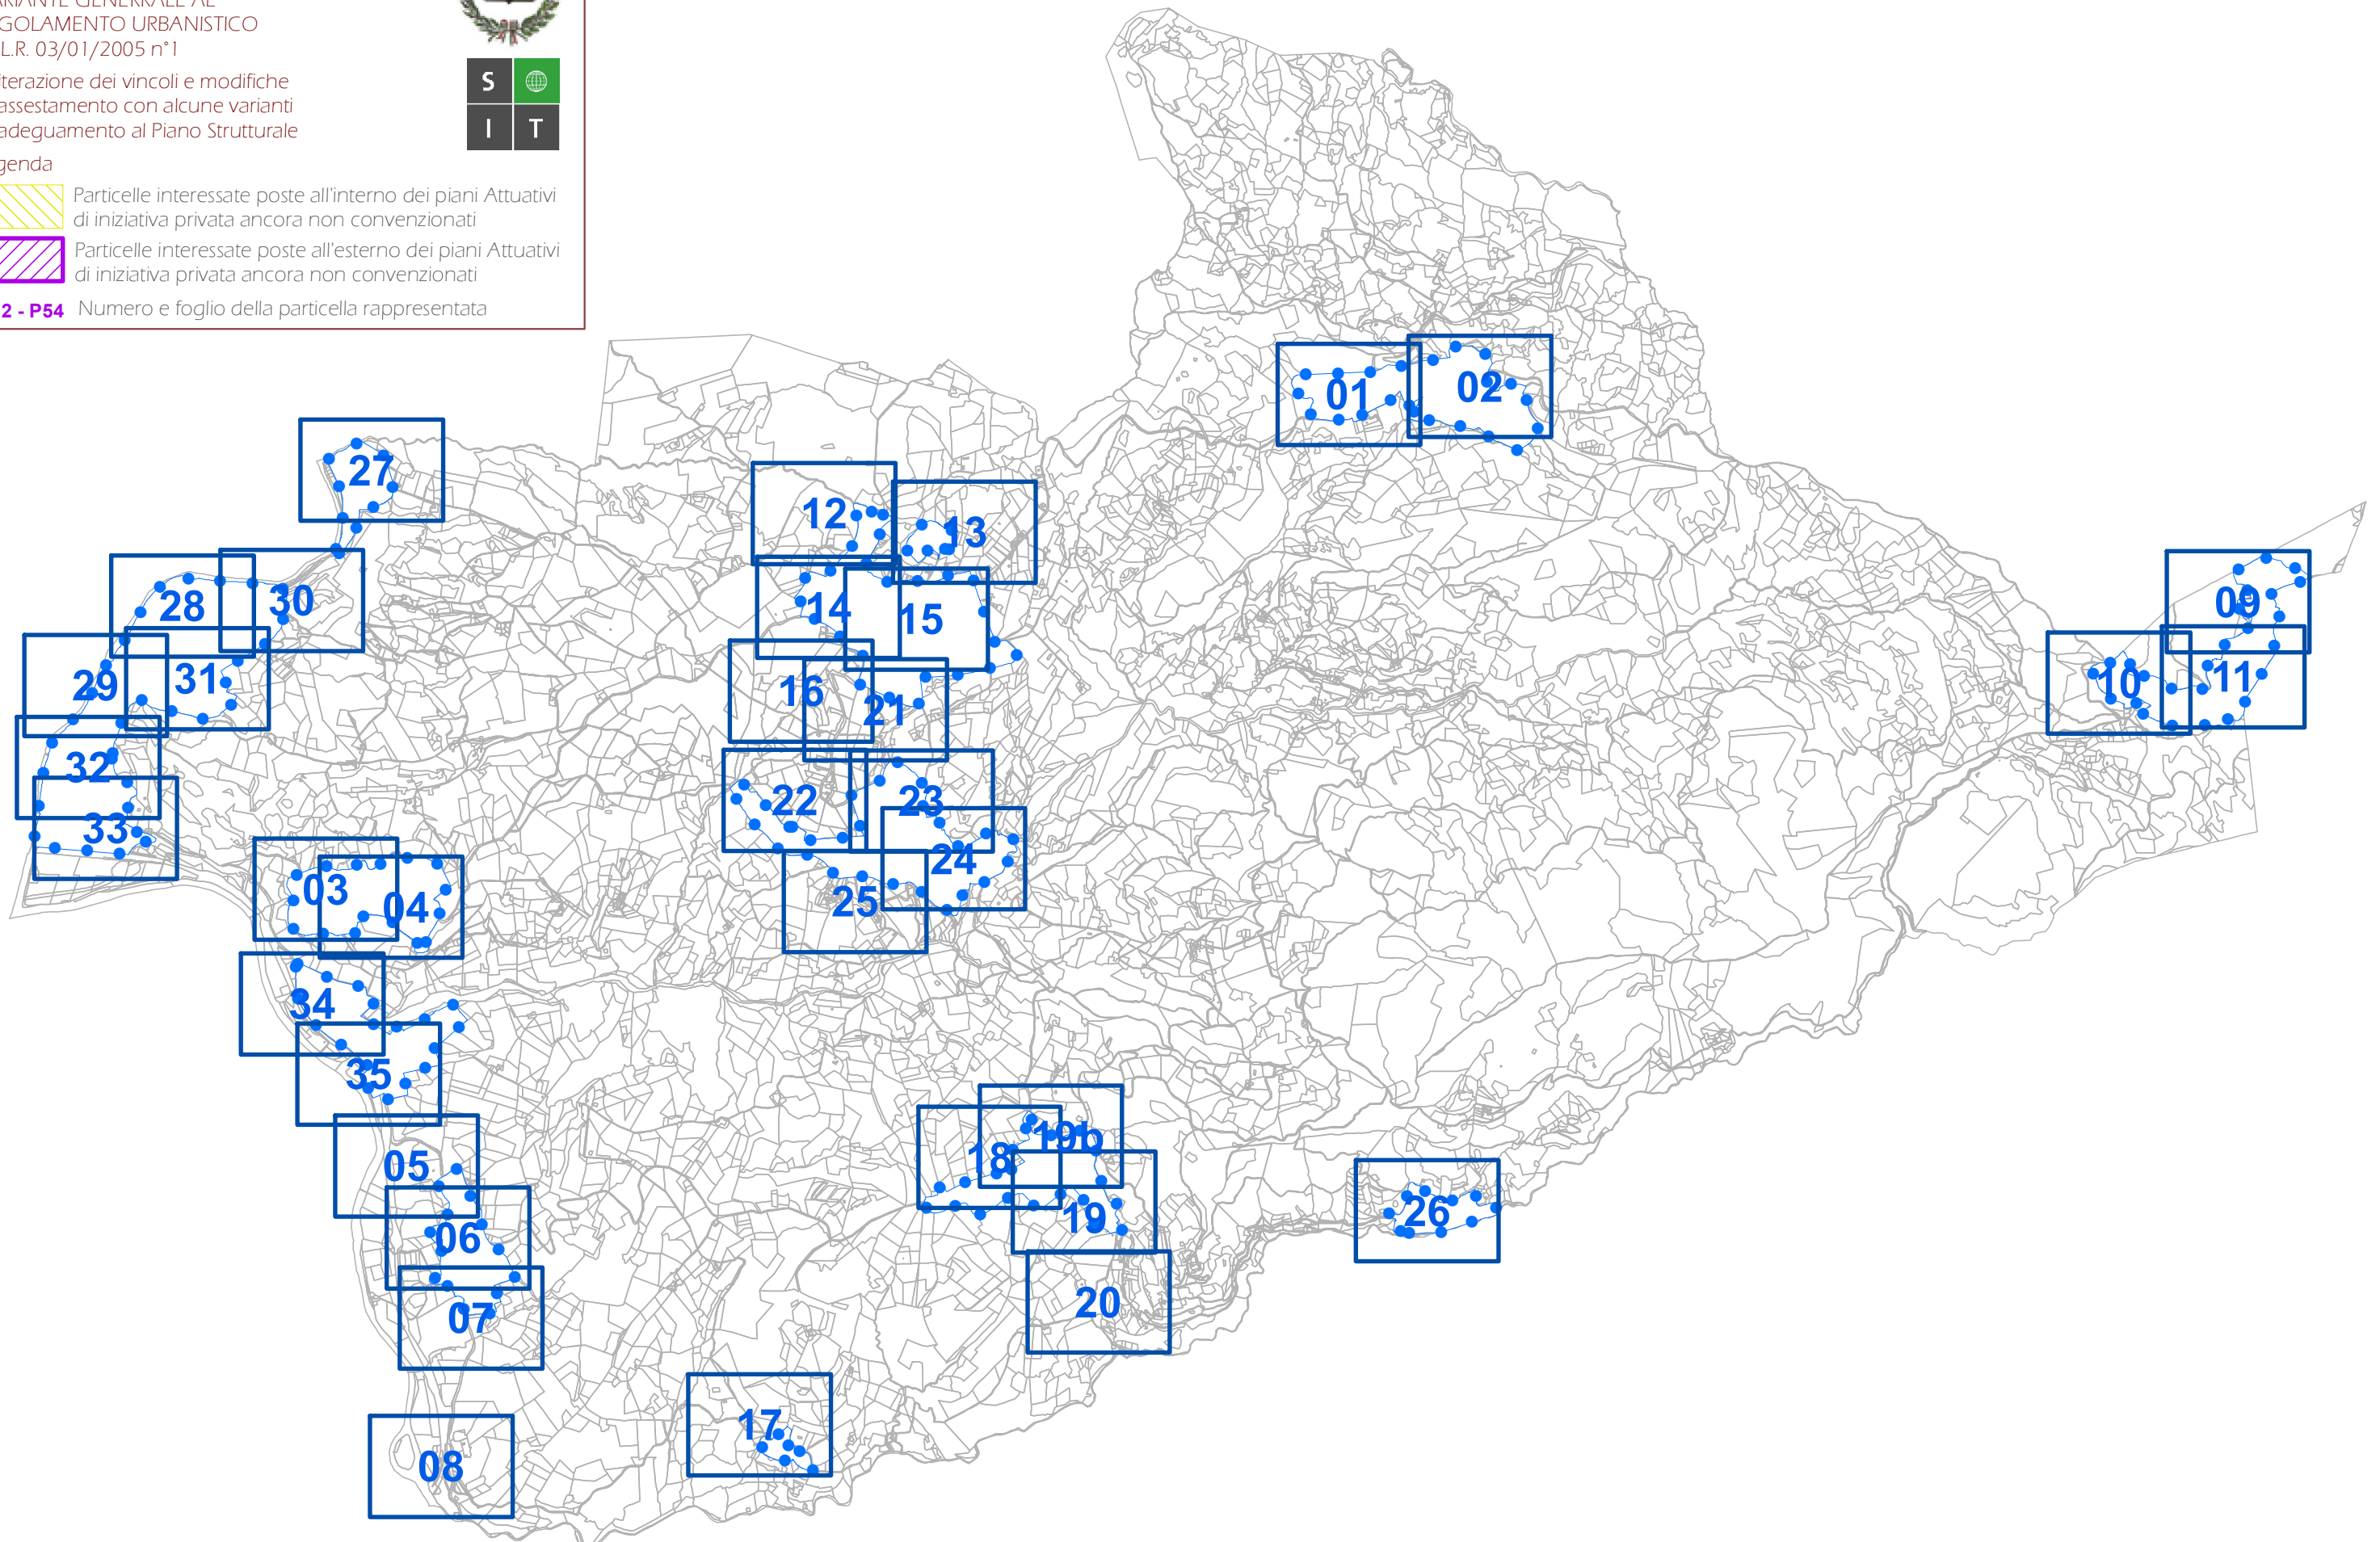 ARIANTE GENERRALE AL
GOLAMENTO URBANISTICO
L.R. 03/01/2005 n°1
terazione dei vincoli e modifiche
assestamento con alcune varianti
adeguamento al Piano Strutturale
genda
Particelle interessate poste all'interno dei piani Attuativi
di iniziativa privata ancora non convenzionati
Particelle interessate poste all'esterno dei piani Attuativi
di iniziativa privata ancora non convenzionati
2 - P54 Numero e foglio della particella rappresentata
S
I T
01
02
27
12
13
28
30
14
15
09
29
31
16
21
10
11
32
33
22
23
24
25
03
04
34
35
05
06
07
08
18
19b
19
20
26
17